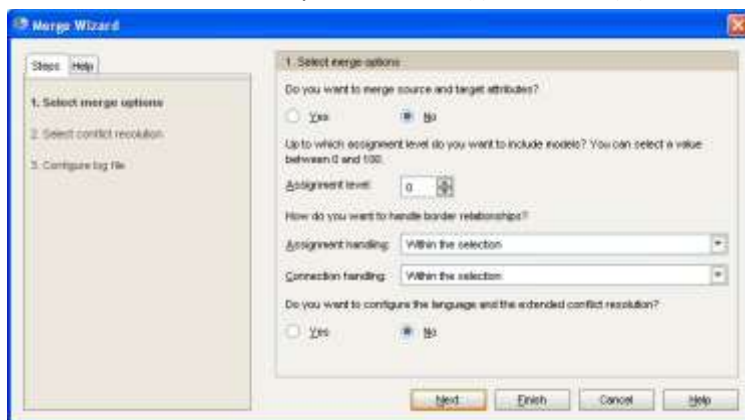 Merge Wizard
Steps Help
1. Select merge options
2. Select conflict resolution
3. Configure log file
1. Select merge options
Do you want to merge source and target attributes?
Yes No
Up to which assignment level do you want to include models? You can select a value
between 0 and 100.
Assignment level: 0
How do you want to handle border relationships?
Assignment handling: Within the selection
Connection handling: Within the selection
Do you want to configure the language and the extended conflict resolution?
Yes No
Next Finish Cancel Help